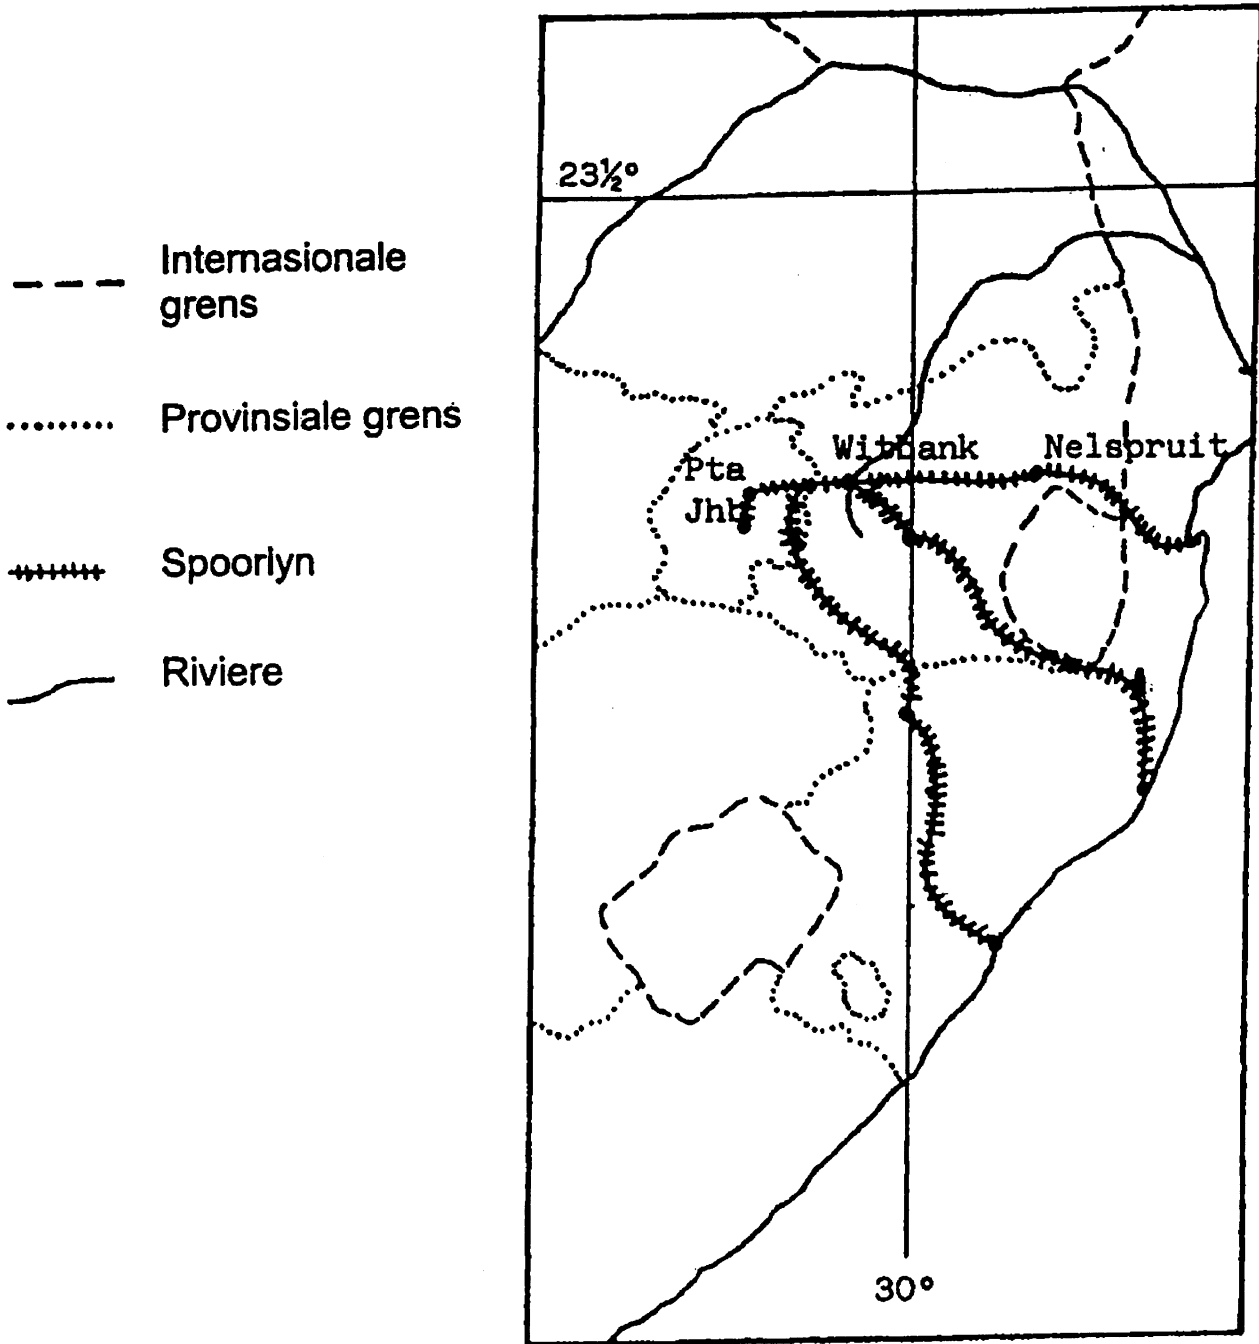 Internasionale
grens
Provinsiale grens
Spoorlyn
Riviere
23½°
Witbank
Nelspruit
Pta
Jhb
30°